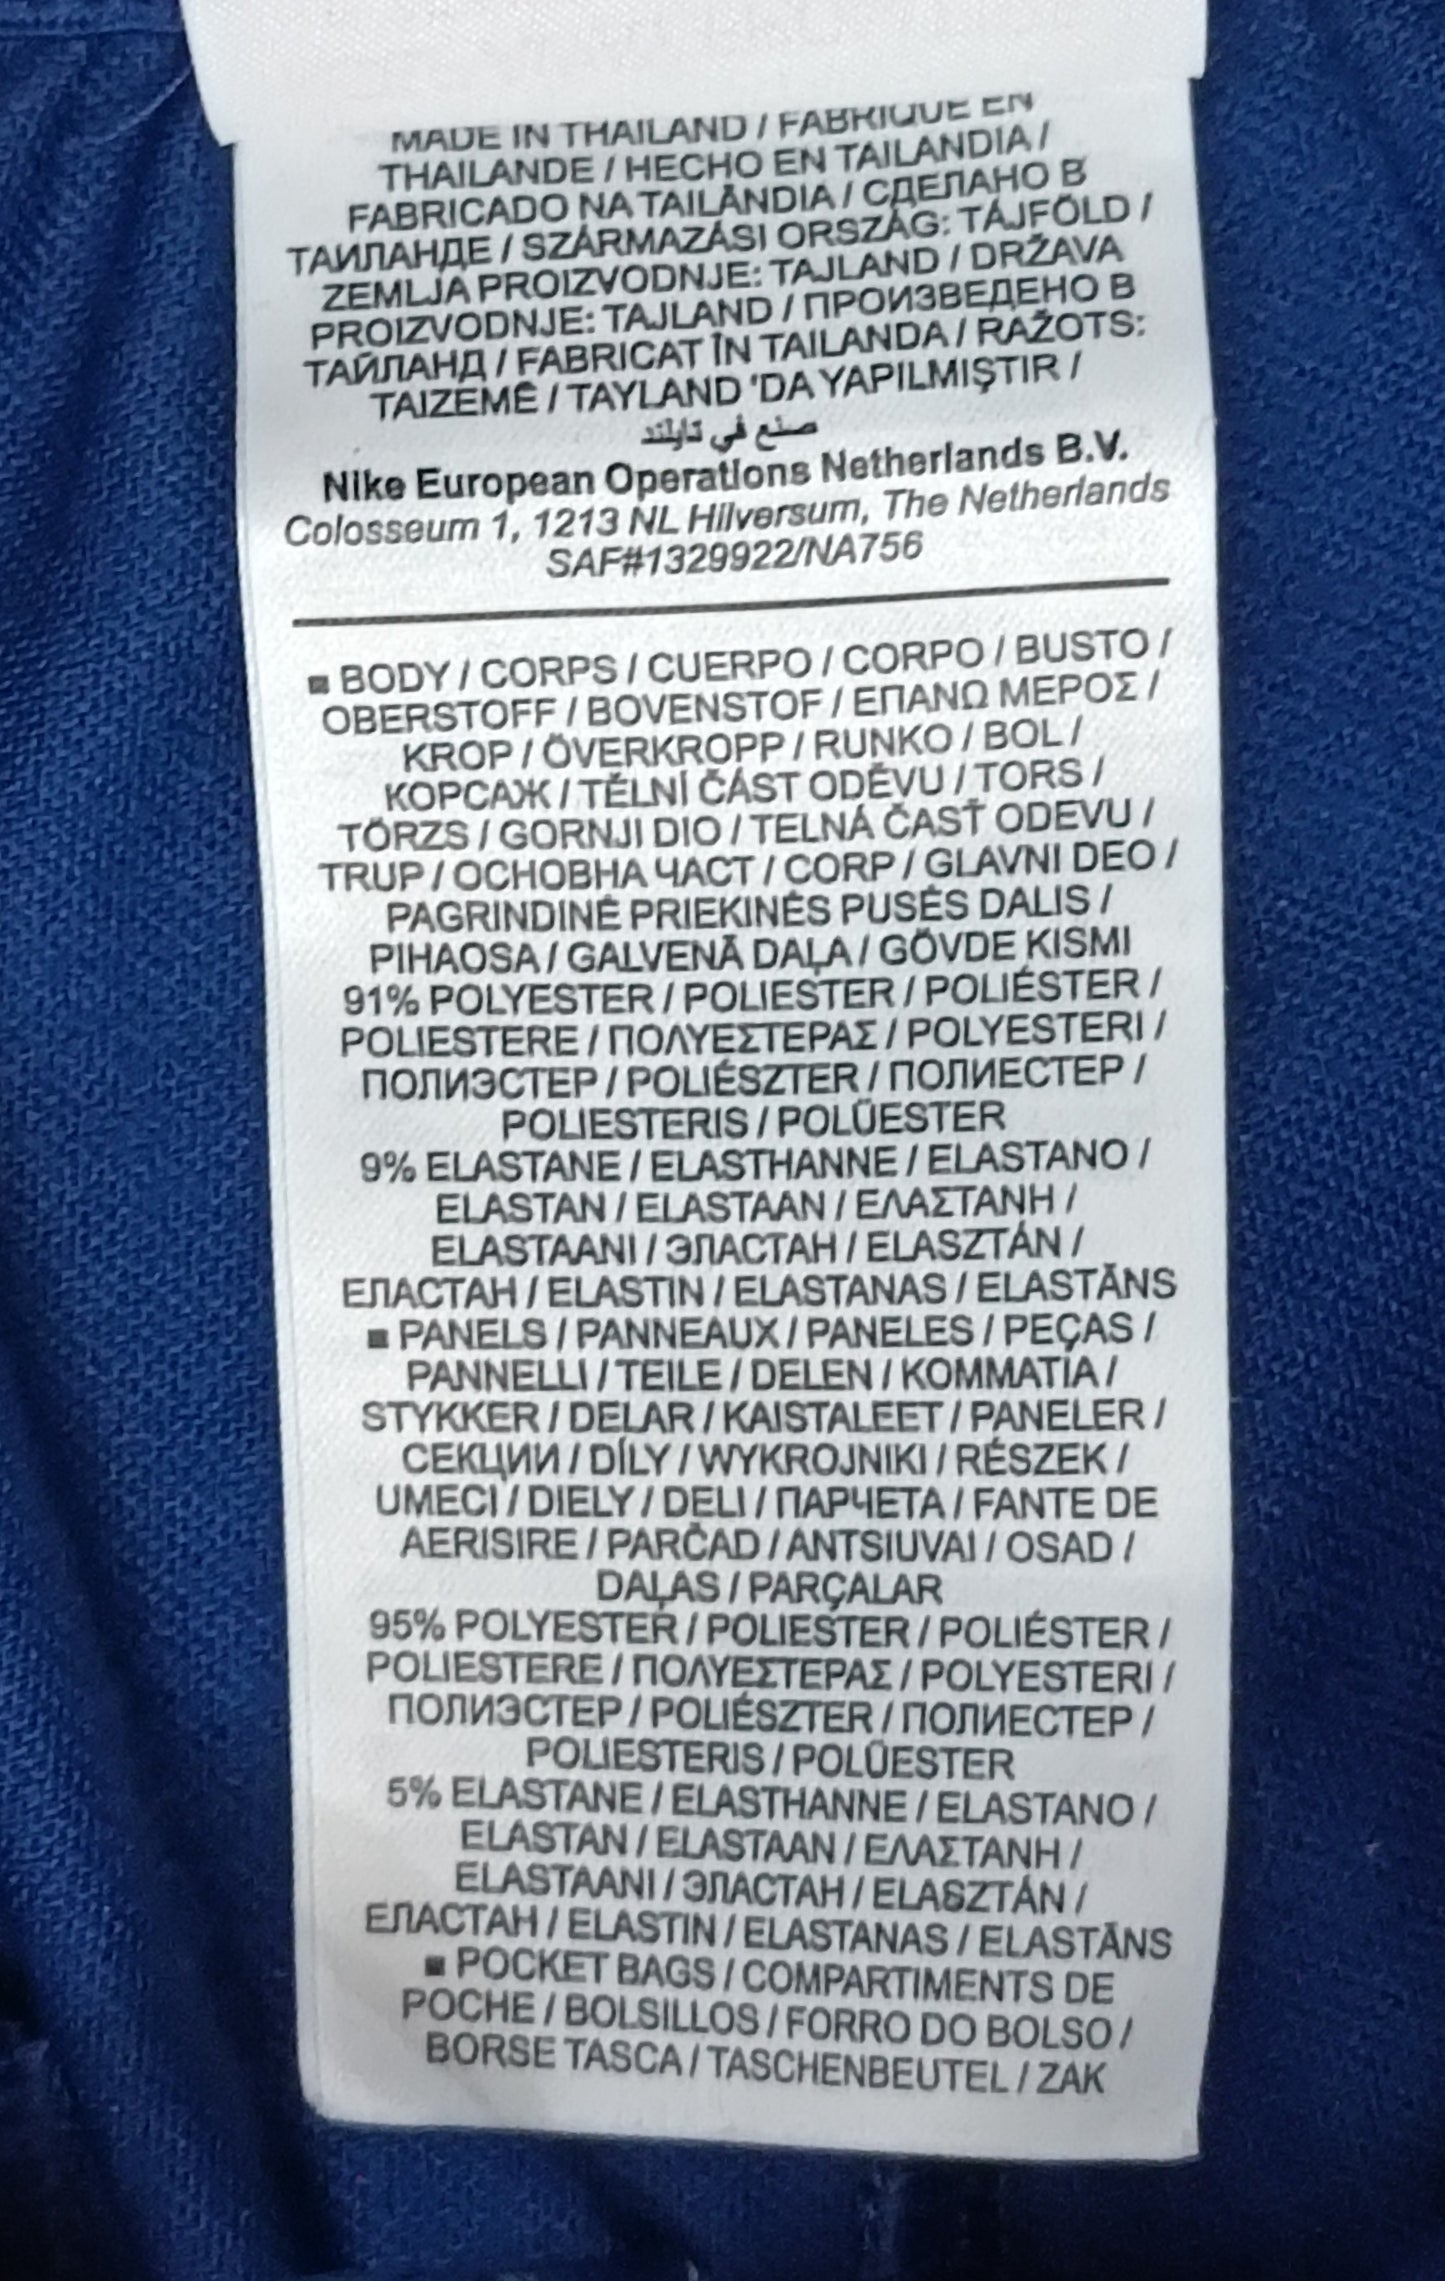 MADE IN THAILAND / FABRIQUE EN
THAILANDE / HECHO EN TAILANDIA /
FABRICADO NA TAILÂNDIA / СДЕЛАНО В
ТАИЛАНДЕ / SZÁRMAZÁSI ORSZÁG: TÁJFÖLD /
ZEMLJA PROIZVODNJE: TAJLAND / DRŽAVA
PROIZVODNJE: TAJLAND / ПРОИЗВЕДЕНО В
ТАЙЛАНД / FABRICAT ÎN TAILANDA / RAŽOTS:
TAIZEMĒ / TAYLAND 'DA YAPILMIŞTIR /
صنع في تايلند
Nike European Operations Netherlands B.V.
Colosseum 1, 1213 NL Hilversum, The Netherlands
SAF#1329922/NA756
■ BODY / CORPS / CUERPO / CORPO / BUSTO /
OBERSTOFF / BOVENSTOF / ΕΠΑΝΩ ΜΕΡΟΣ /
KROP / ÖVERKROPP / RUNKO / BOL /
КОРСАЖ / TĚLNÍ ČÁST ODĚVU / TORS /
TÖRZS / GORNJI DIO / TELNÁ ČASŤ ODEVU /
TRUP / ОСНОВНА ЧАСТ / CORP / GLAVNI DEO /
PAGRINDINĖ PRIEKINĖS PUSĖS DALIS /
PIHAOSA / GALVENĀ DAĻA / GÖVDE KISMI
91% POLYESTER / POLIESTER / POLIÉSTER /
POLIESTERE / ΠΟΛΥΕΣΤΕΡΑΣ / POLYESTERI /
ПОЛИЭСТЕР / POLIÉSZTER / ПОЛИЕСТЕР /
POLIESTERIS / POLÜESTER
9% ELASTANE / ELASTHANNE / ELASTANO /
ELASTAN / ELASTAAN / ΕΛΑΣΤΑΝΗ /
ELASTAANI / ЭЛАСТАН / ELASZTÁN /
ЕЛАСТАН / ELASTIN / ELASTANAS / ELASTĀNS
■ PANELS / PANNEAUX / PANELES / PEÇAS /
PANNELLI / TEILE / DELEN / ΚΟΜΜΑΤΙΑ /
STYKKER / DELAR / KAISTALEET / PANELER /
СЕКЦИИ / DÍLY / WYKROJNIKI / RÉSZEK /
UMECI / DIELY / DELI / ПАРЧЕТА / FANTE DE
AERISIRE / PARČAD / ANTSIUVAI / OSAD /
DAĻAS / PARÇALAR
95% POLYESTER / POLIESTER / POLIÉSTER /
POLIESTERE / ΠΟΛΥΕΣΤΕΡΑΣ / POLYESTERI /
ПОЛИЭСТЕР / POLIÉSZTER / ПОЛИЕСТЕР /
POLIESTERIS / POLÜESTER
5% ELASTANE / ELASTHANNE / ELASTANO /
ELASTAN / ELASTAAN / ΕΛΑΣΤΑΝΗ /
ELASTAANI / ЭЛАСТАН / ELASZTÁN /
ЕЛАСТАН / ELASTIN / ELASTANAS / ELASTĀNS
■ POCKET BAGS / COMPARTIMENTS DE
POCHE / BOLSILLOS / FORRO DO BOLSO /
BORSE TASCA / TASCHENBEUTEL / ZAK